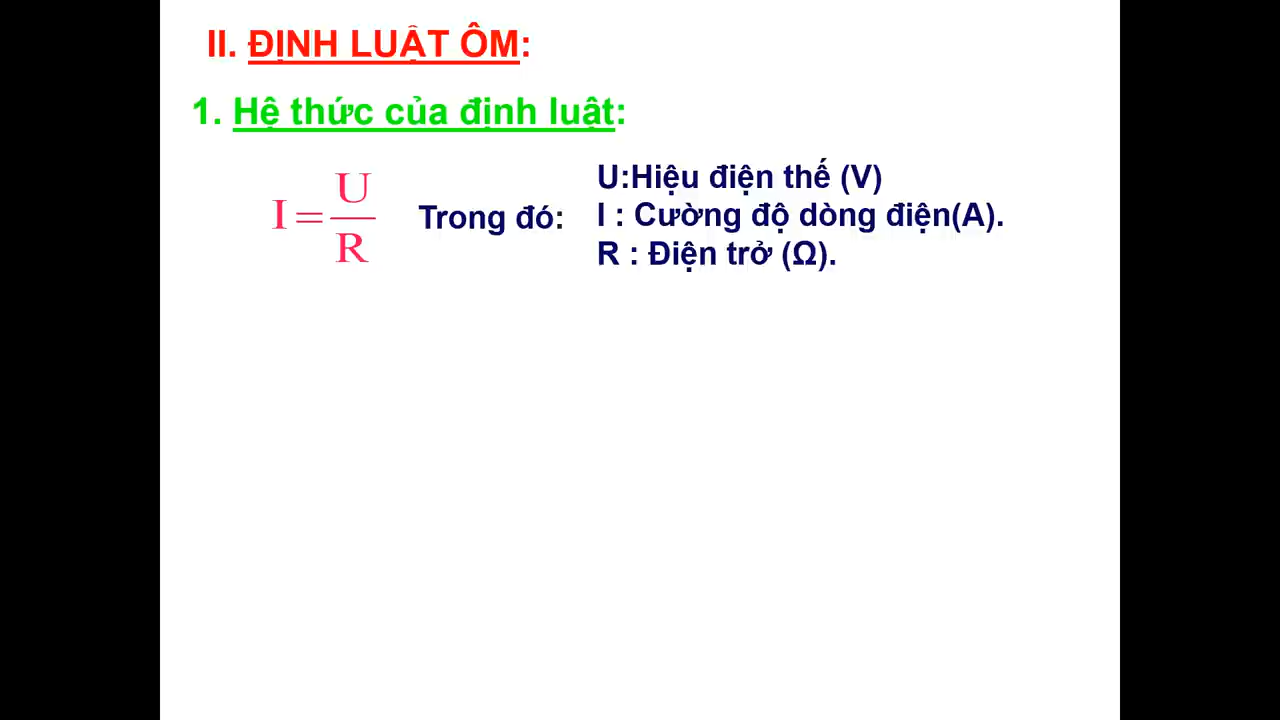 II. ĐỊNH LUẬT ÔM:
1. Hệ thức của định luật:
I = U/R
Trong đó:
U:Hiệu điện thế (V)
I : Cường độ dòng điện(A).
R : Điện trở (Ω).